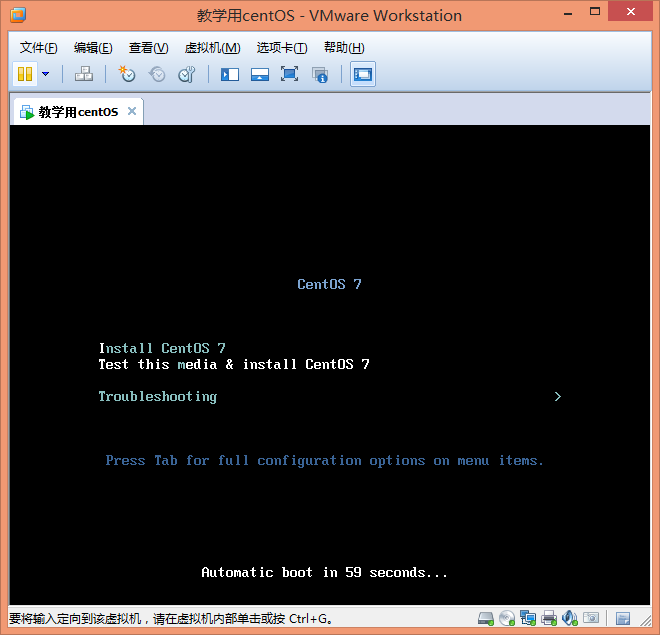 教学用centOS - VMware Workstation
文件(F) 编辑(E) 查看(V) 虚拟机(M) 选项卡(T) 帮助(H)
教学用centOS
CentOS 7
Install CentOS 7
Test this media & install CentOS 7
Troubleshooting >
Press Tab for full configuration options on menu items.
Automatic boot in 59 seconds...
要将输入定向到该虚拟机，请在虚拟机内部单击或按 Ctrl+G。